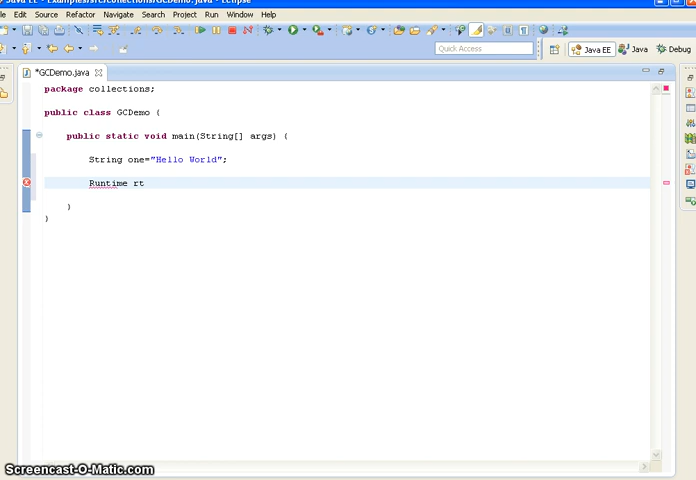 Java EE - Examples/src/collections/GCDemo.java - Eclipse
Edit Source Refactor Navigate Search Project Run Window Help
Quick Access
Java EE Java Debug
*GCDemo.java
package collections;
public class GCDemo {
public static void main(String[] args) {
String one="Hello World";
Runtime rt
}
}
Screencast-O-Matic.com